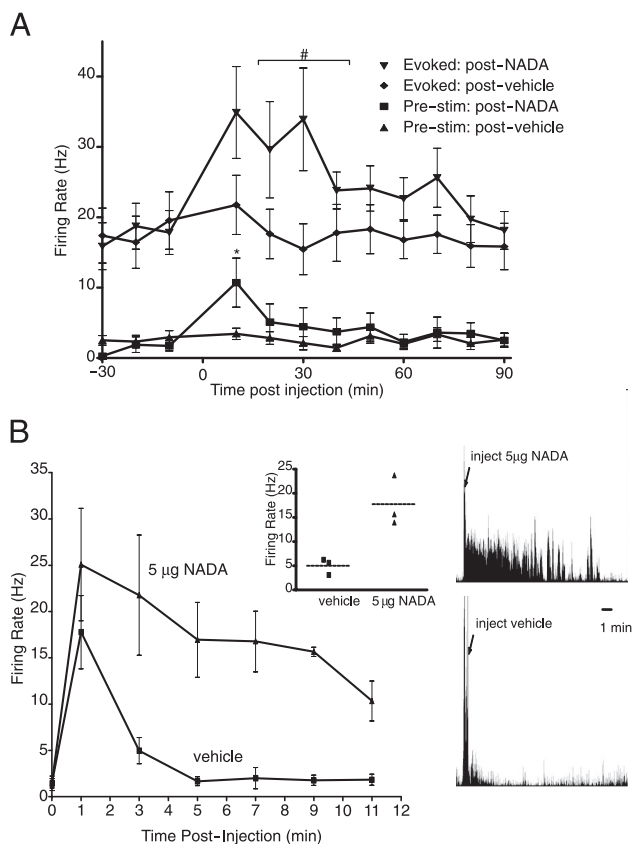 A
#
Evoked: post-NADA
Evoked: post-vehicle
Pre-stim: post-NADA
Pre-stim: post-vehicle
40
30
20
10
0
Firing Rate (Hz)
*
−30
0
30
60
90
Time post injection (min)
B
35
30
25
20
15
10
5
0
Firing Rate (Hz)
5 µg NADA
vehicle
0
1
2
3
4
5
6
7
8
9
10
11
12
Time Post-Injection (min)
25
20
15
10
5
0
Firing Rate (Hz)
vehicle
5 µg NADA
inject 5µg NADA
inject vehicle
1 min